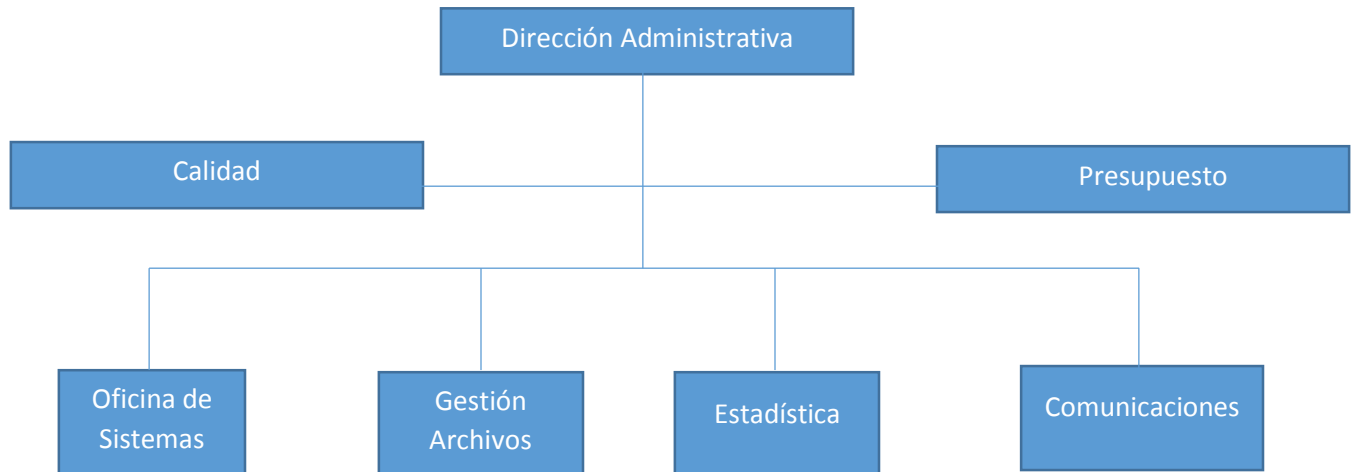 Dirección Administrativa
Calidad
Presupuesto
Oficina de
Sistemas
Gestión
Archivos
Estadística
Comunicaciones